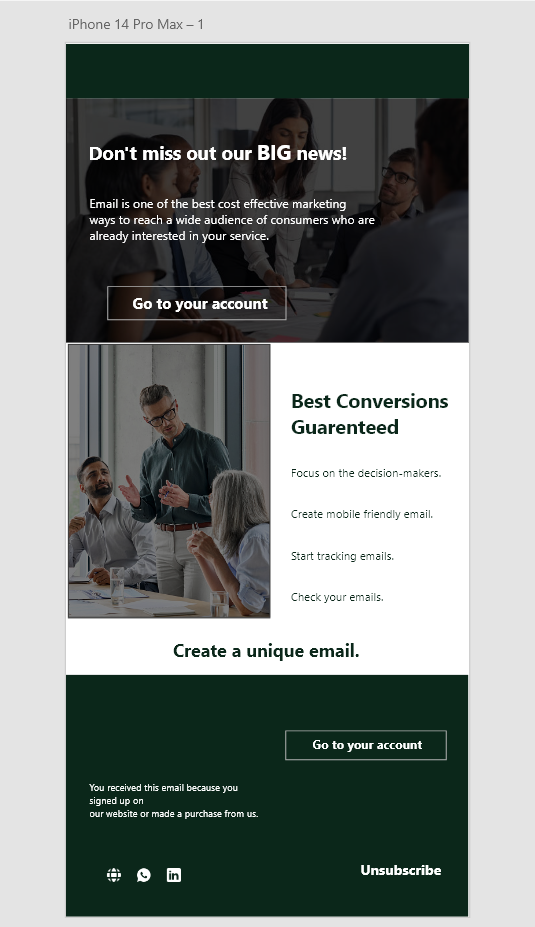 iPhone 14 Pro Max – 1
Don't miss out our BIG news!
Email is one of the best cost effective marketing
ways to reach a wide audience of consumers who are
already interested in your service.
Go to your account
Best Conversions
Guarenteed
Focus on the decision-makers.
Create mobile friendly email.
Start tracking emails.
Check your emails.
Create a unique email.
Go to your account
You received this email because you
signed up on
our website or made a purchase from us.
Unsubscribe